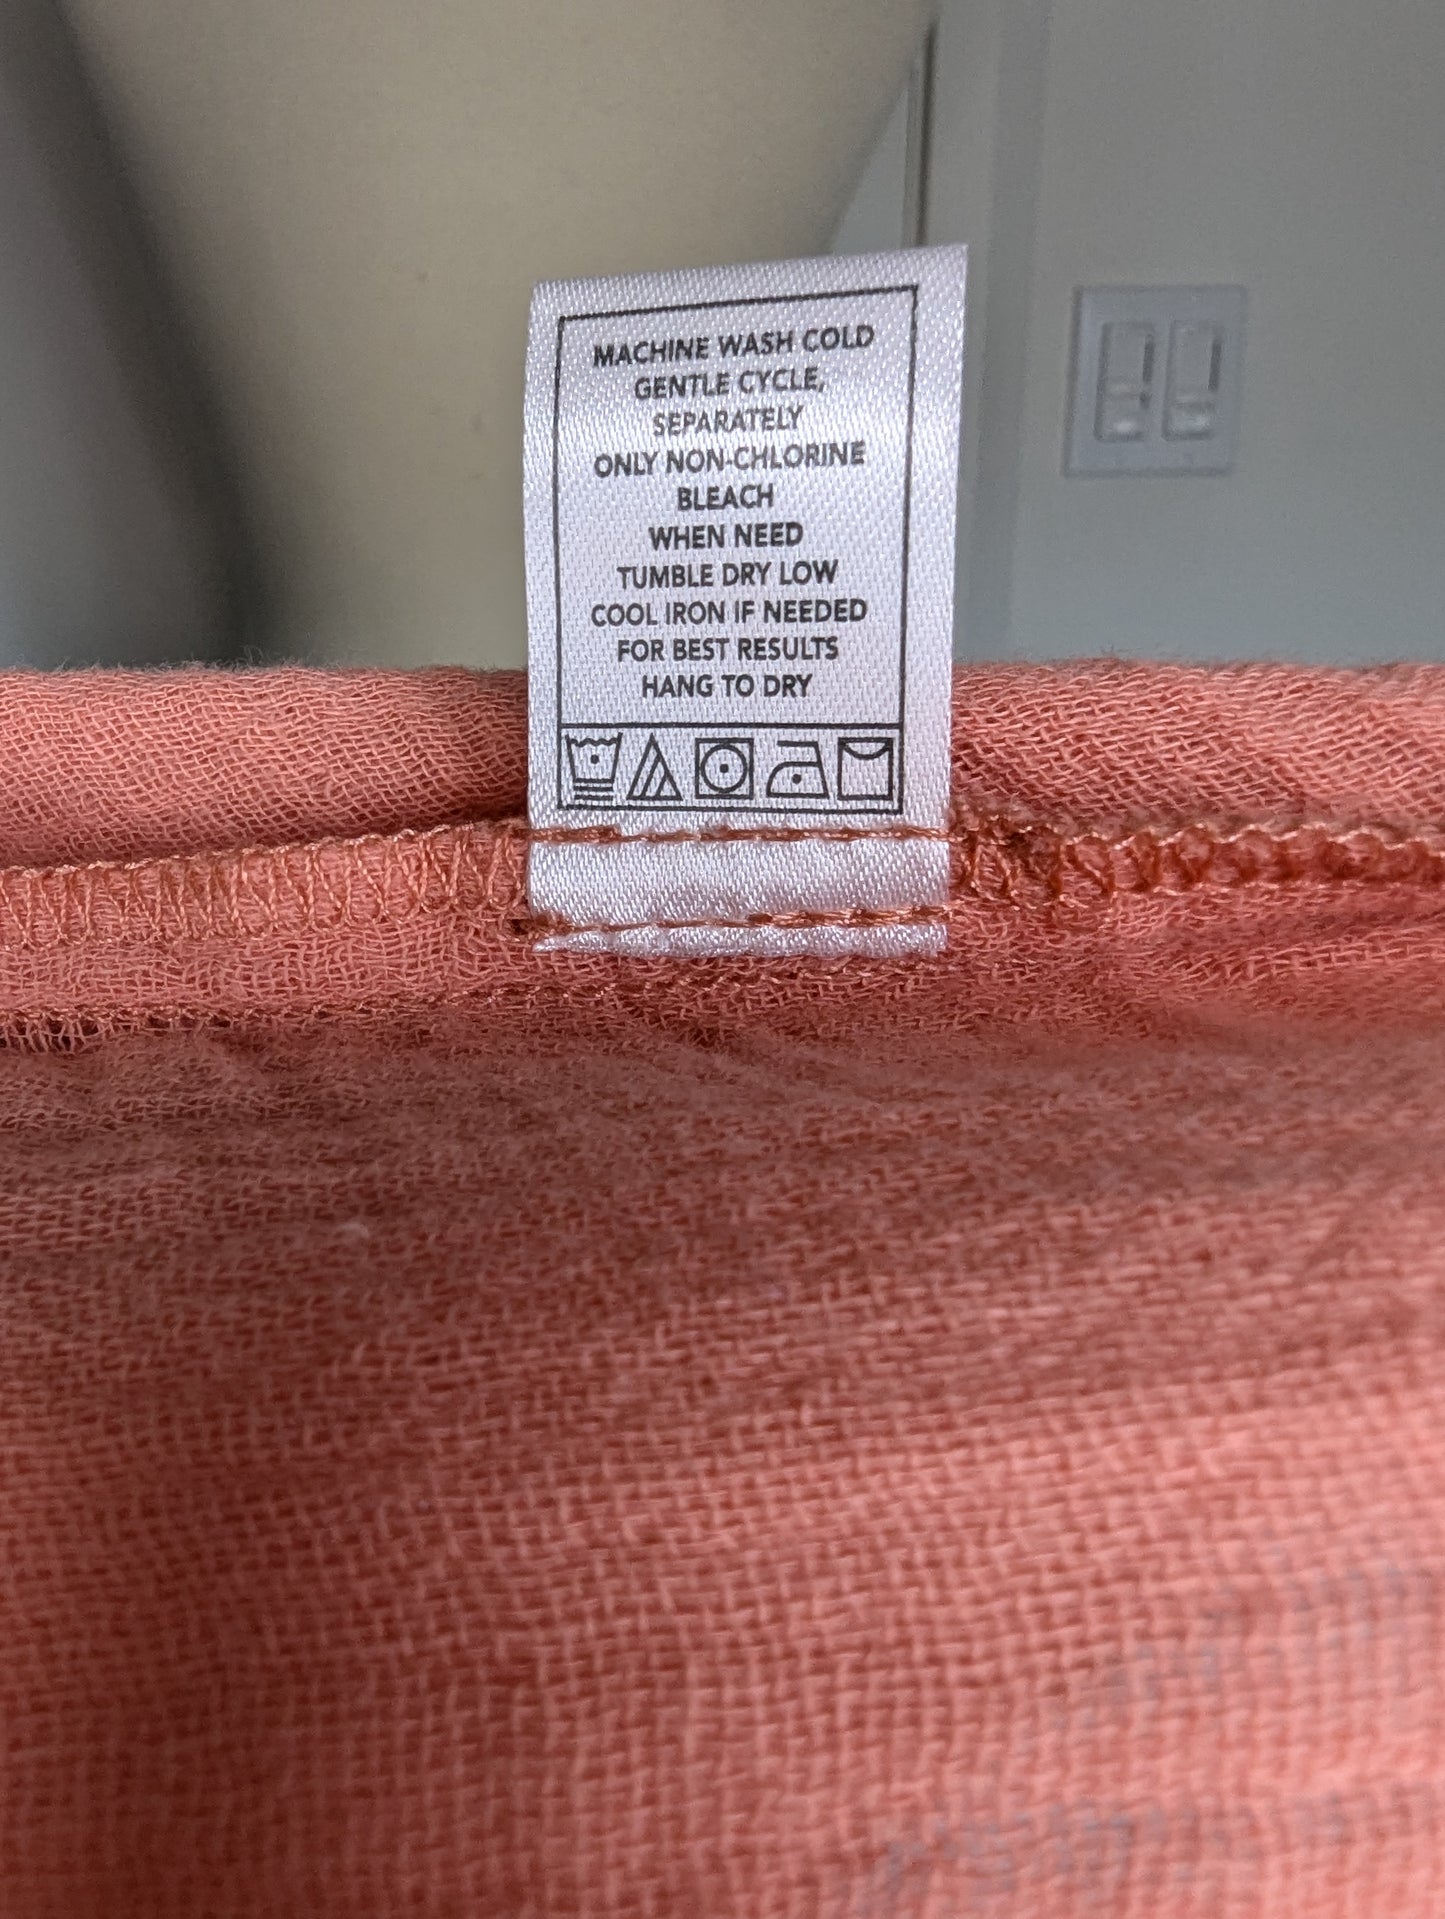 MACHINE WASH COLD
GENTLE CYCLE,
SEPARATELY
ONLY NON-CHLORINE
BLEACH
WHEN NEED
TUMBLE DRY LOW
COOL IRON IF NEEDED
FOR BEST RESULTS
HANG TO DRY